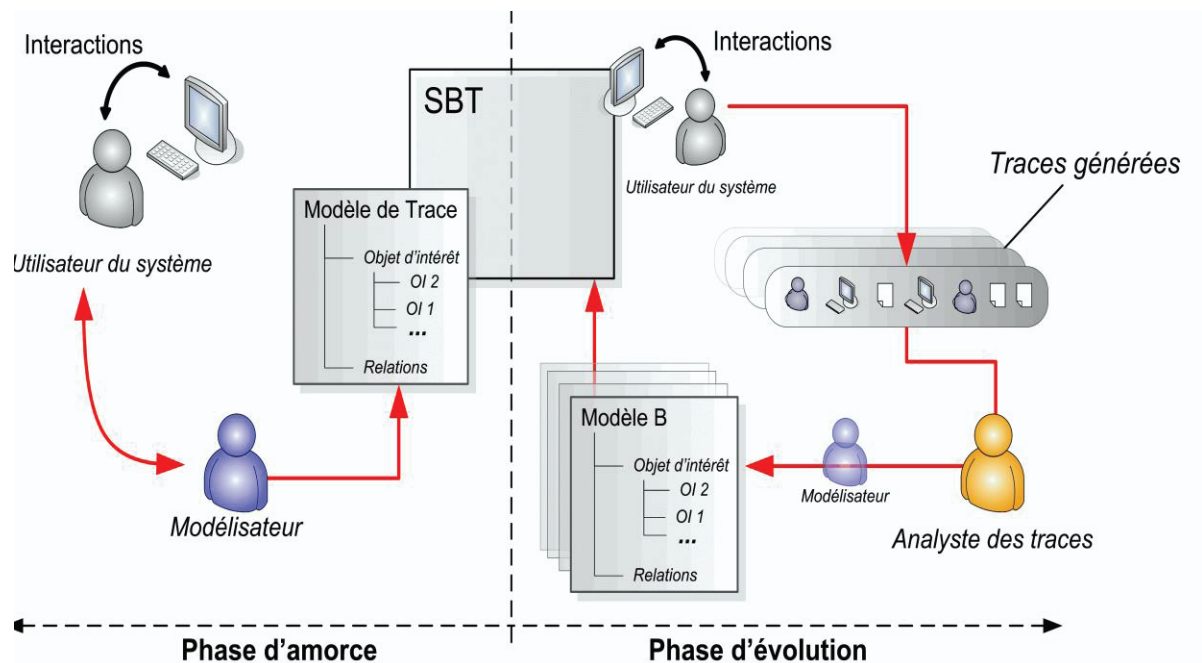 Interactions
Utilisateur du système
Modélisateur
SBT
Modèle de Trace
Objet d'intérêt
OI 2
OI 1
...
Relations
Interactions
Utilisateur du système
Traces générées
Modèle B
Objet d'intérêt
OI 2
OI 1
...
Relations
Modélisateur
Analyste des traces
Phase d'amorce
Phase d'évolution